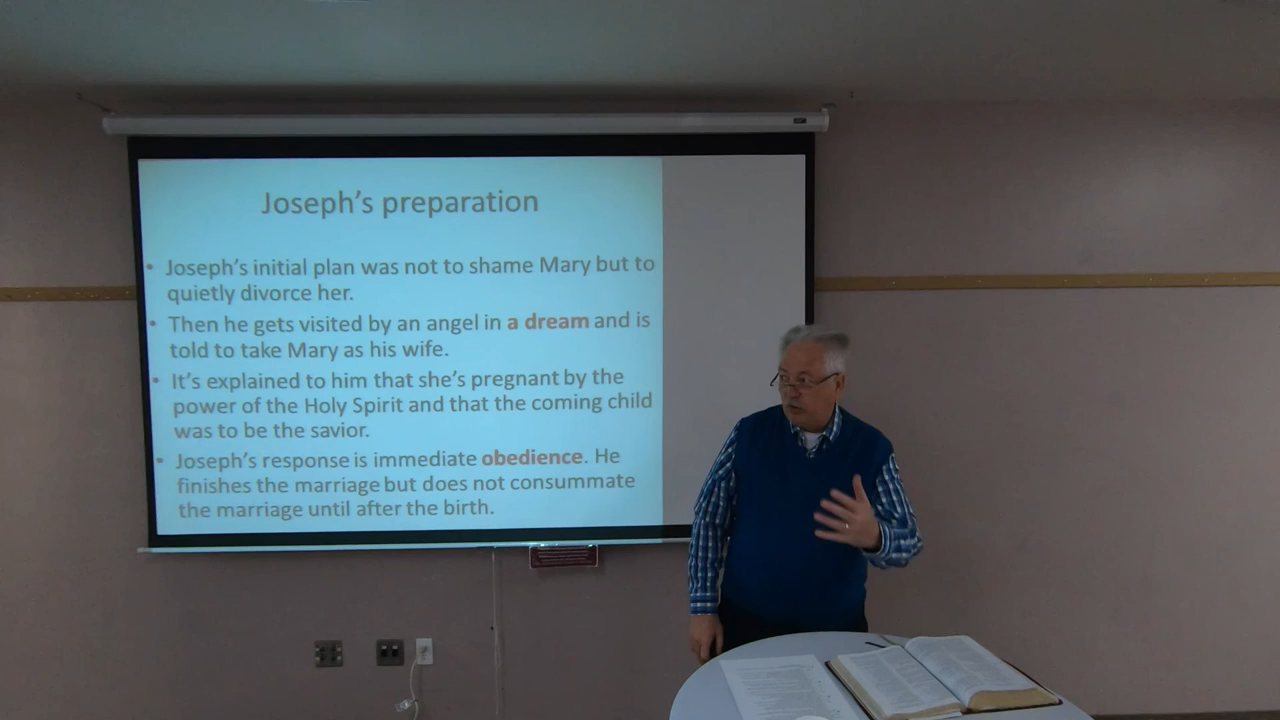 Joseph's preparation
• Joseph's initial plan was not to shame Mary but to
quietly divorce her.
• Then he gets visited by an angel in a dream and is
told to take Mary as his wife.
• It's explained to him that she's pregnant by the
power of the Holy Spirit and that the coming child
was to be the savior.
• Joseph's response is immediate obedience. He
finishes the marriage but does not consummate
the marriage until after the birth.